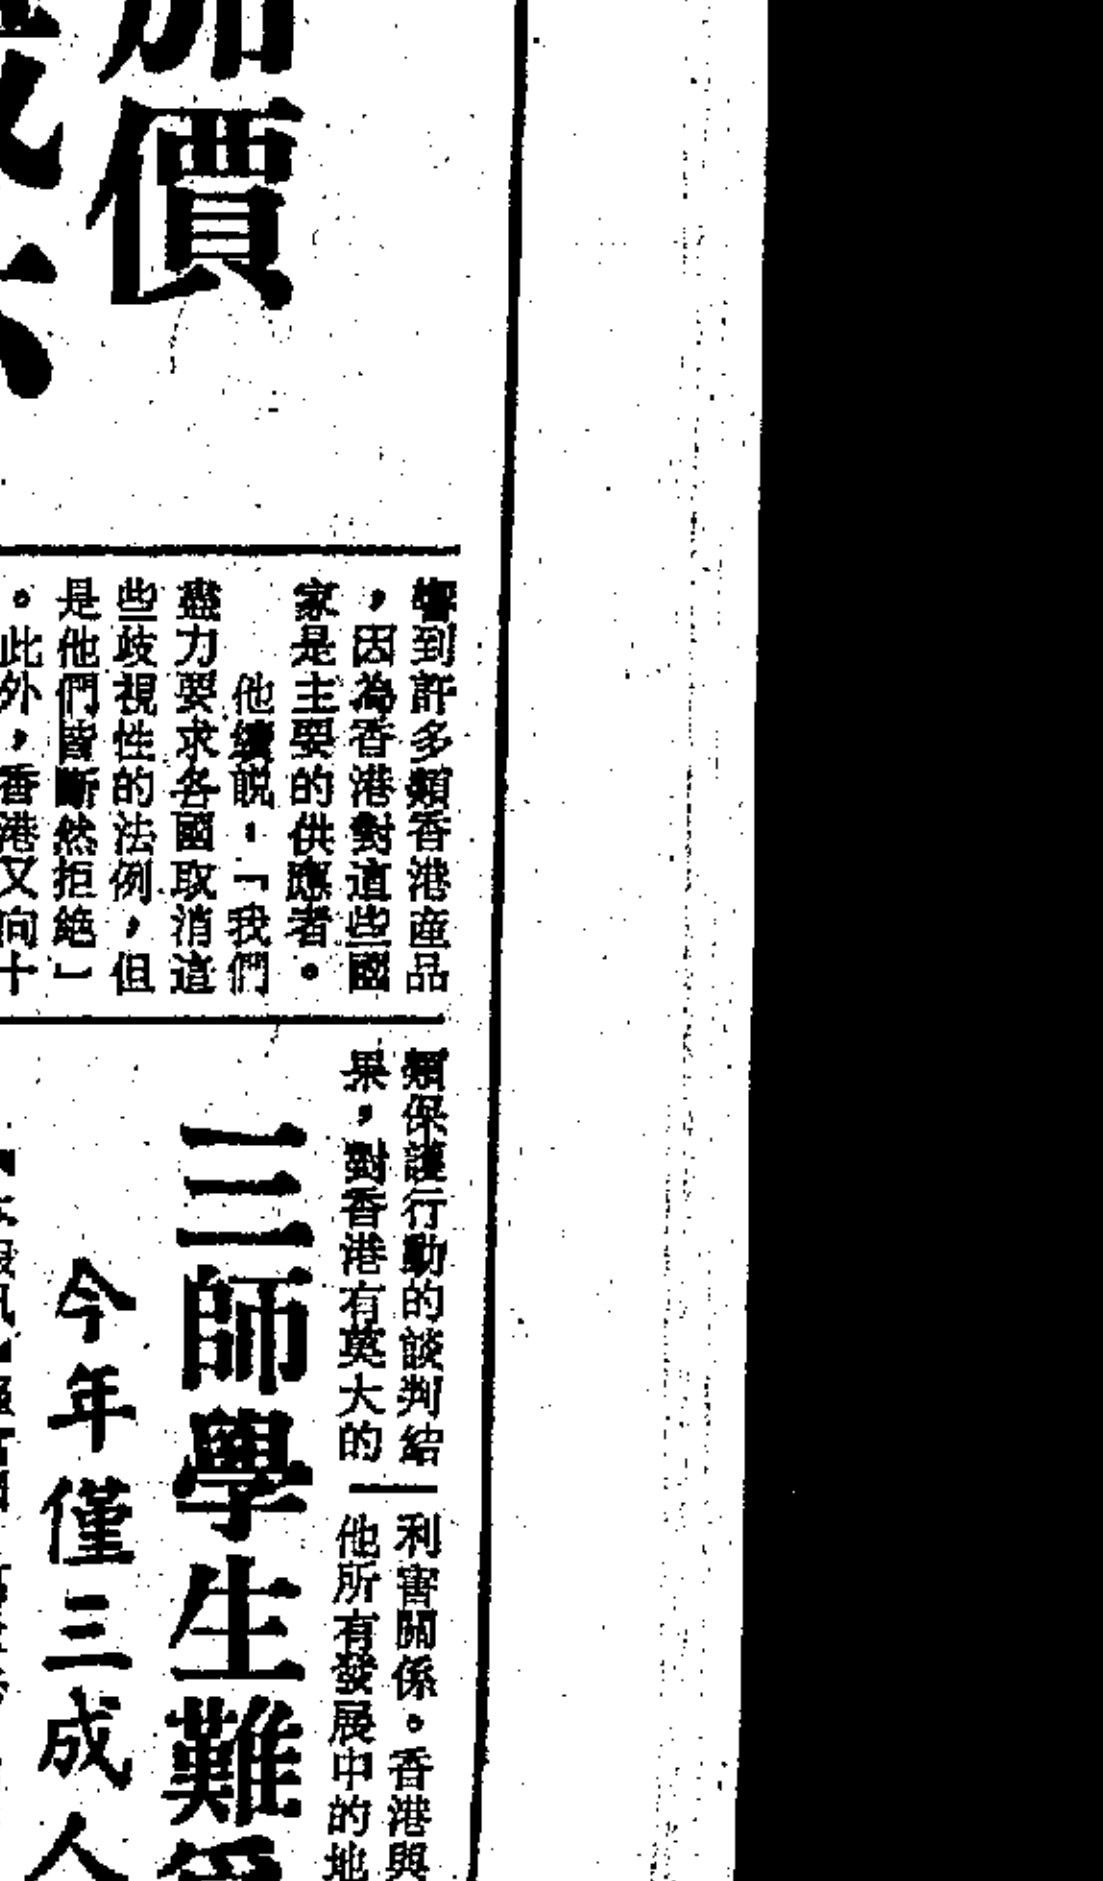 加價
響到許多類香港產品
，因為香港對這些國
家是主要的供應者。
他續説，「我們
盡力要求各國取消這
些歧視性的法例，但
是他們皆斷然拒絕」
。此外，香港又向十
類保護行動的談判結
果，對香港有莫大的
利害關係。香港與
他所有發展中的地
三師學生難
今年僅三成人